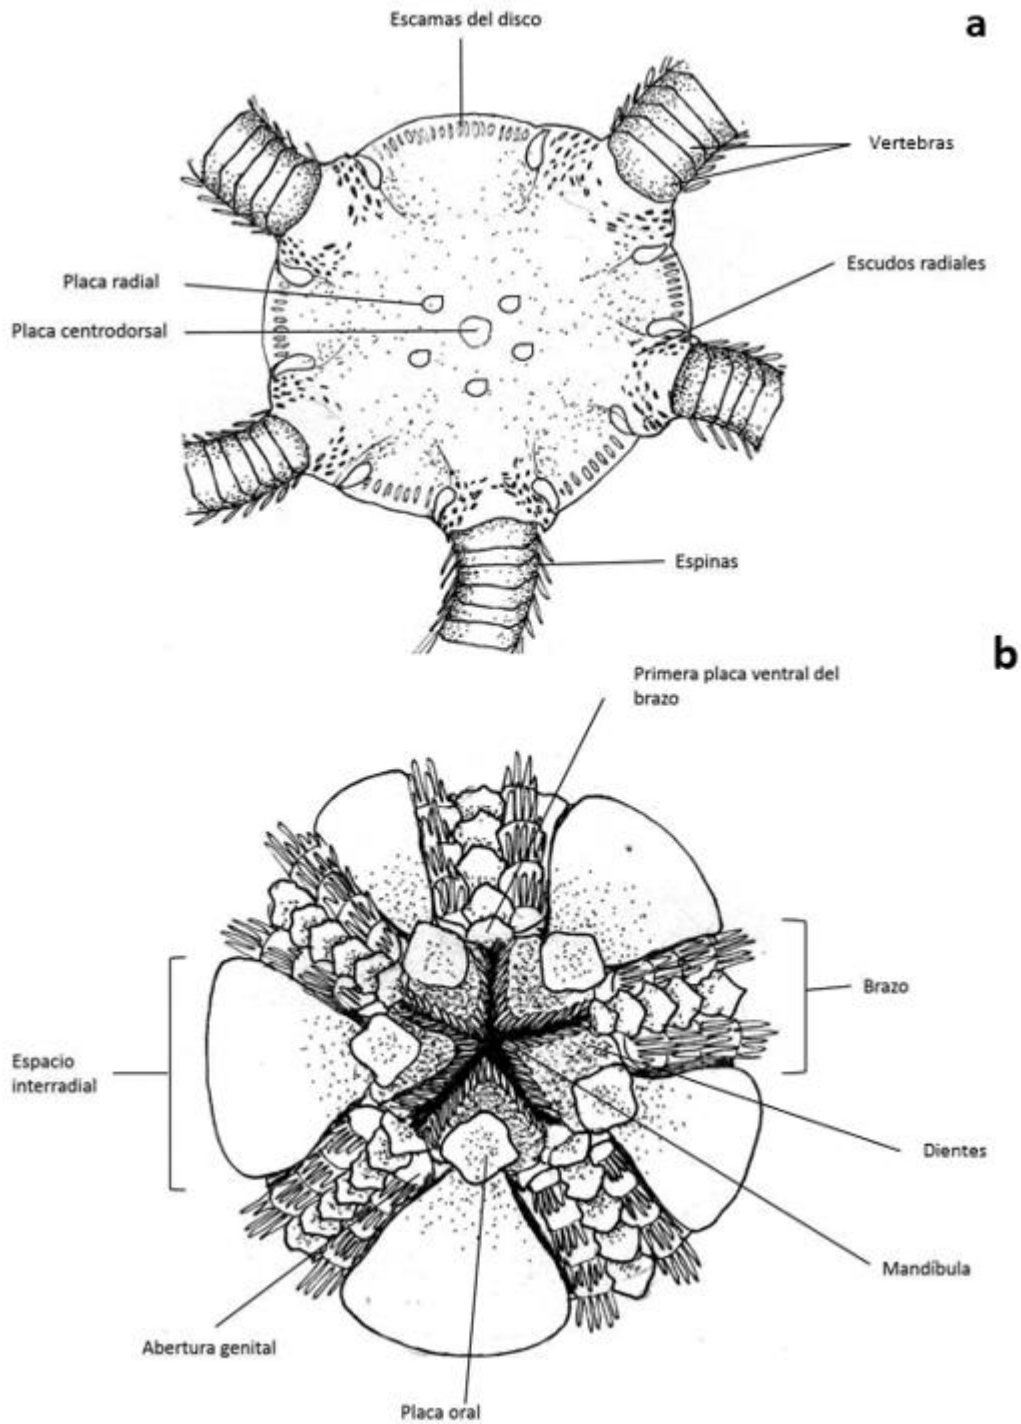 Escamas del disco
a
Vertebras
Escudos radiales
Placa radial
Placa centrodorsal
Espinas
b
Primera placa ventral del
brazo
Brazo
Espacio
interradial
Dientes
Mandíbula
Abertura genital
Placa oral